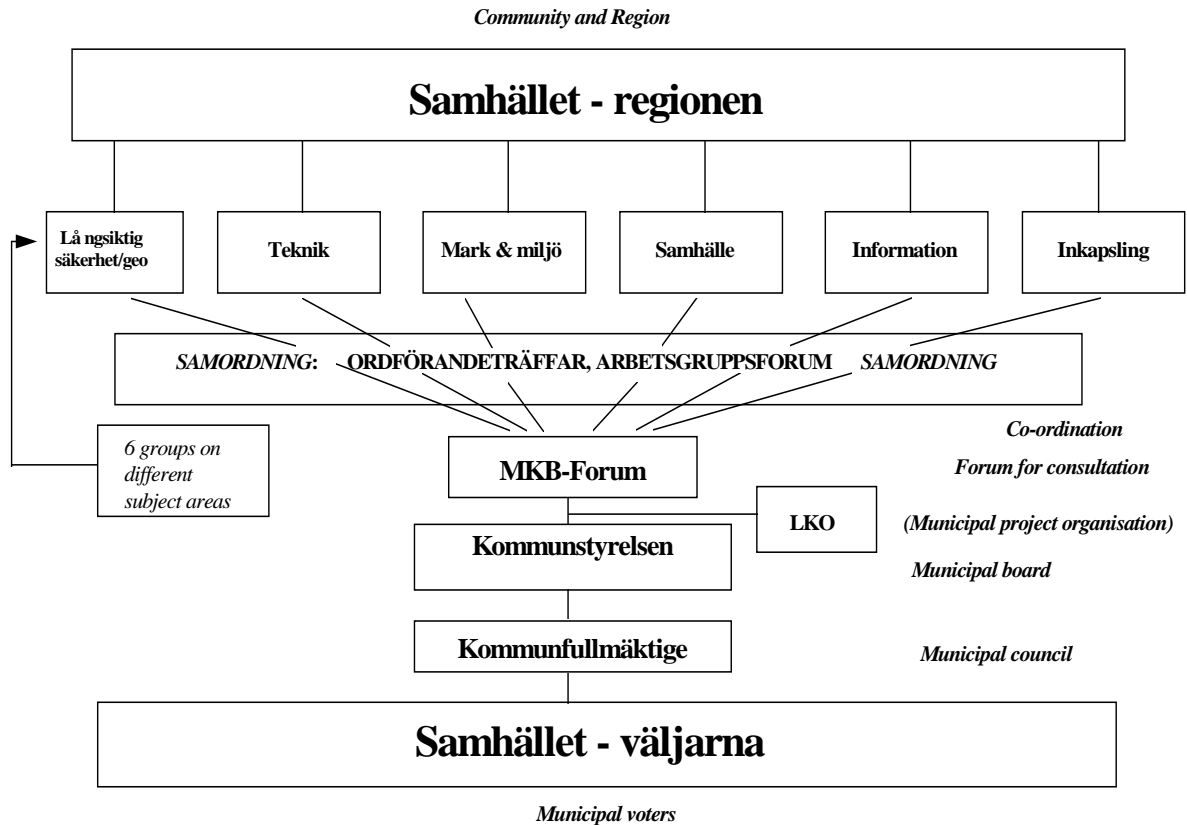 Community and Region
Samhället - regionen
Lå ngsiktig
säkerhet/geo
Teknik
Mark & miljö
Samhälle
Information
Inkapsling
SAMORDNING: ORDFÖRANDETRÄFFAR, ARBETSGRUPPSFORUM SAMORDNING
6 groups on
different
subject areas
Co-ordination
MKB-Forum
Forum for consultation
LKO
(Municipal project organisation)
Kommunstyrelsen
Municipal board
Kommunfullmäktige
Municipal council
Samhället - väljarna
Municipal voters